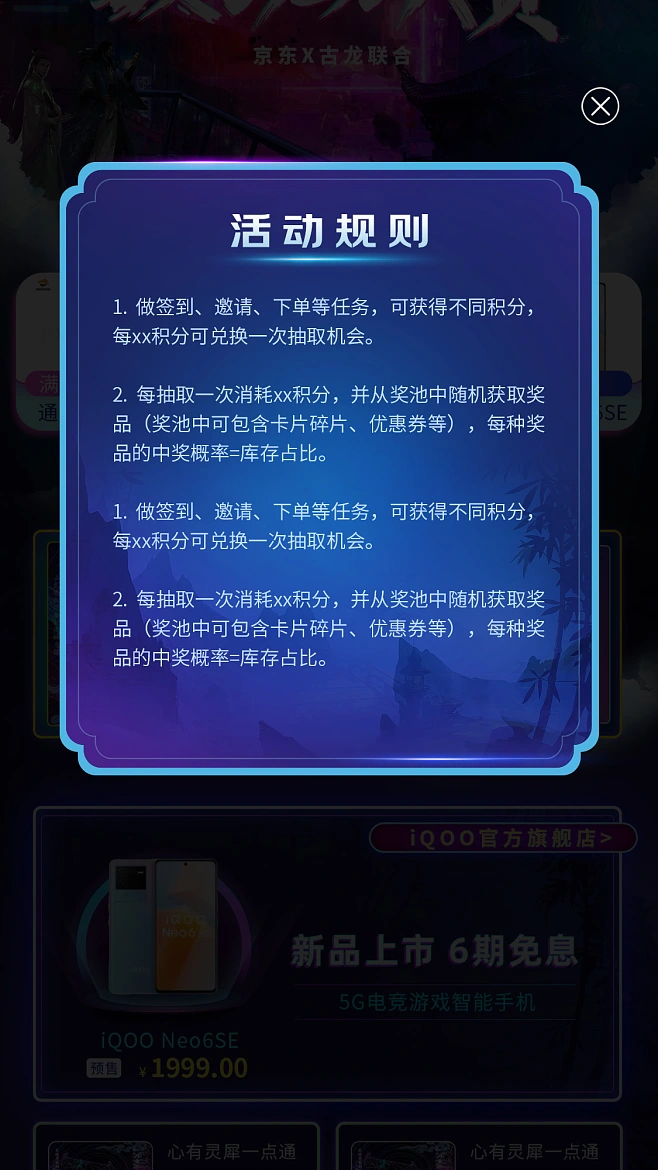 京东X古龙联合
活动规则
1. 做签到、邀请、下单等任务，可获得不同积分，
每xx积分可兑换一次抽取机会。
2. 每抽取一次消耗xx积分，并从奖池中随机获取奖
品（奖池中可包含卡片碎片、优惠券等），每种奖
品的中奖概率=库存占比。
1. 做签到、邀请、下单等任务，可获得不同积分，
每xx积分可兑换一次抽取机会。
2. 每抽取一次消耗xx积分，并从奖池中随机获取奖
品（奖池中可包含卡片碎片、优惠券等），每种奖
品的中奖概率=库存占比。
满
通
SE
iQOO官方旗舰店>
iQOO
Neo6
新品上市 6期免息
5G电竞游戏智能手机
iQOO Neo6SE
预售 ¥1999.00
心有灵犀一点通 心有灵犀一点通